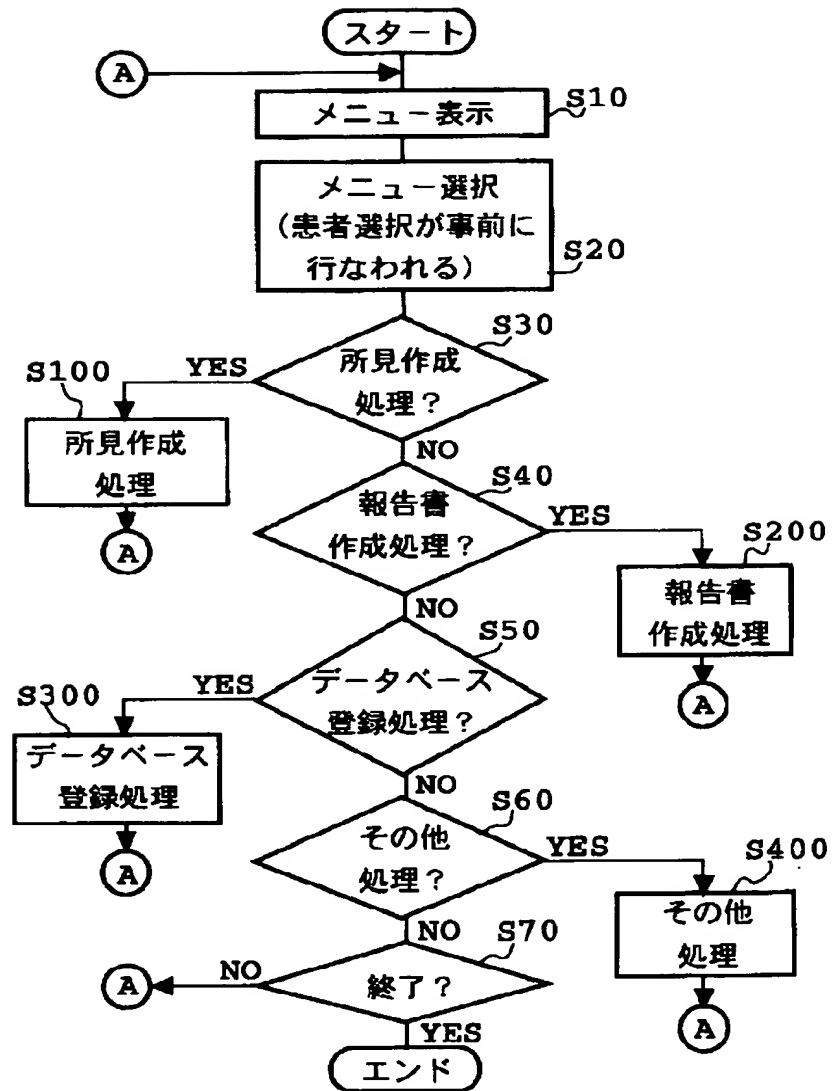 スタート
A
S10
メニュー表示
メニュー選択
(患者選択が事前に
行なわれる)
S20
S30
所見作成
処理?
YES
S100
所見作成
処理
A
NO
S40
報告書
作成処理?
YES
S200
報告書
作成処理
A
NO
S50
データベース
登録処理?
YES
S300
データベース
登録処理
A
NO
S60
その他
処理?
YES
S400
その他
処理
A
NO
S70
終了?
NO
A
YES
エンド